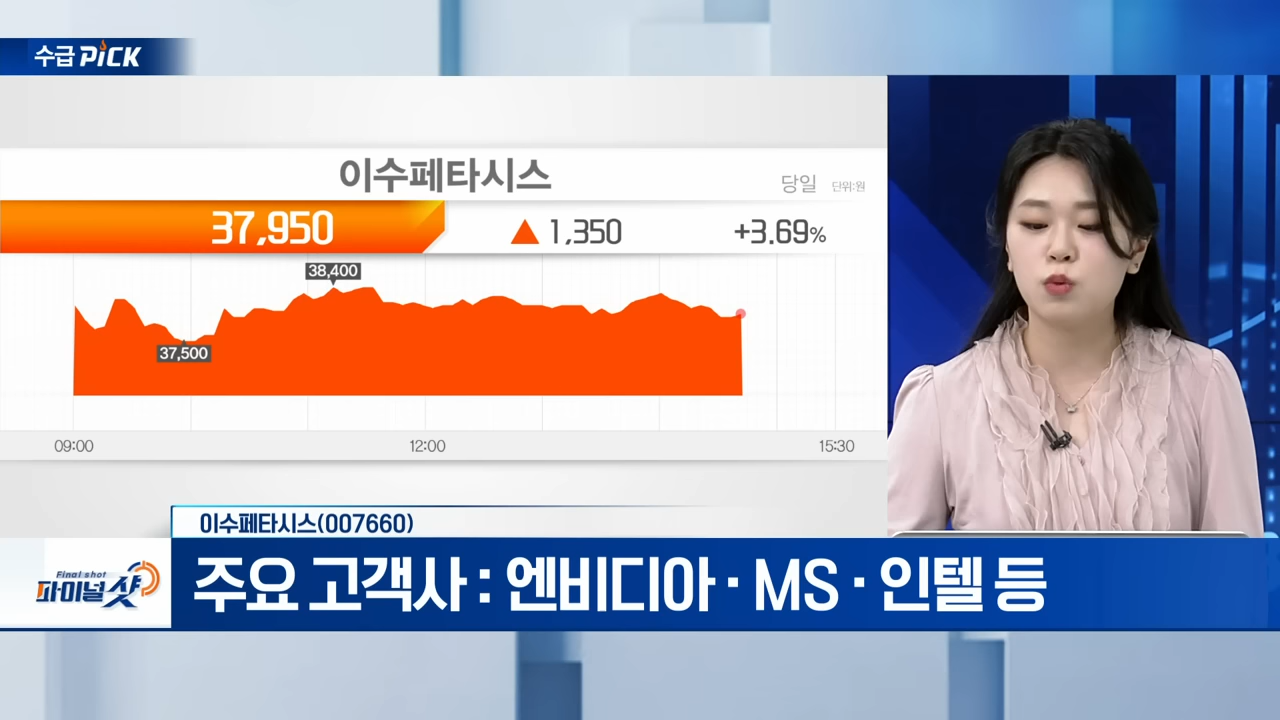 수급 PiCK
이수페타시스
당일 단위:원
37,950 ▲ 1,350 +3.69%
38,400
37,500
09:00 12:00 15:30
이수페타시스(007660)
Final shot
파이널샷
주요 고객사 : 엔비디아 · MS · 인텔 등